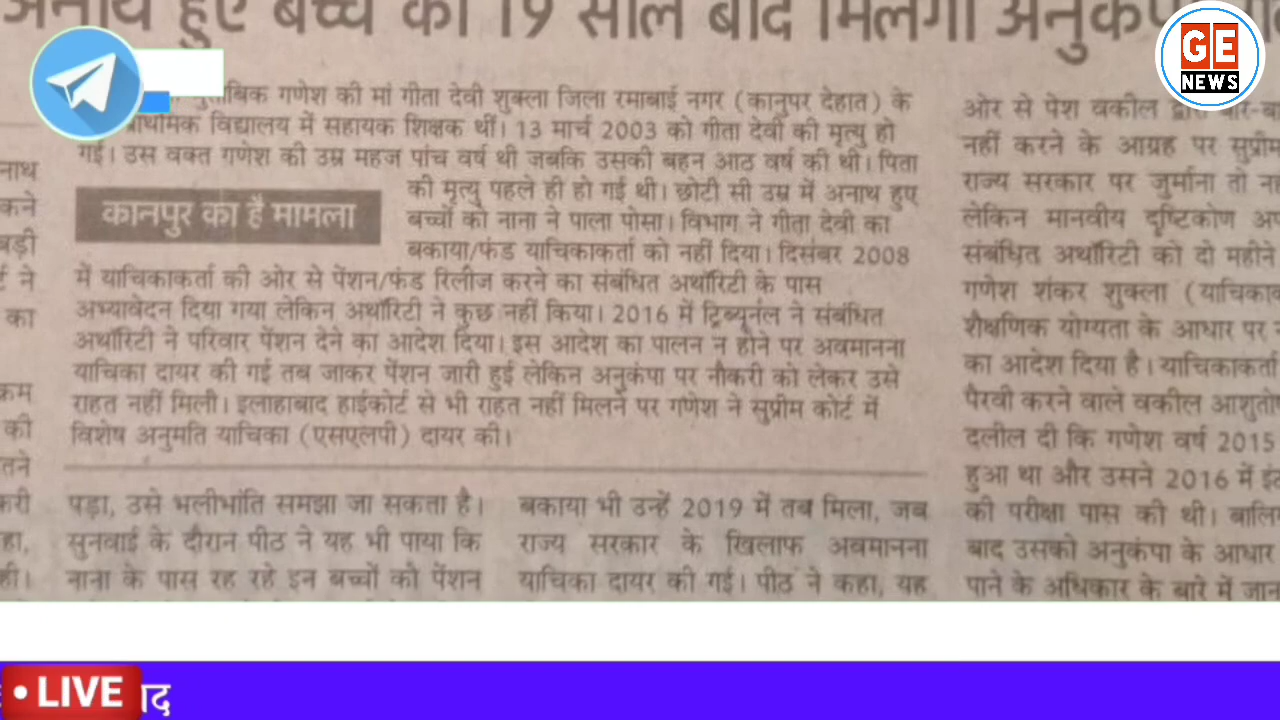 अनाथ हुए बच्चे को 19 साल बाद मिलेगी
GE
NEWS
गणेश की मां गीता देवी शुक्ला जिला रमाबाई नगर (कानुपर देहात) के
प्राथमिक विद्यालय में सहायक शिक्षक थीं। 13 मार्च 2003 को गीता देवी की मृत्यु हो
गई। उस वक्त गणेश की उम्र महज पांच वर्ष थी जबकि उसकी बहन आठ वर्ष की थी। पिता
की मृत्यु पहले ही हो गई थी। छोटी सी उम्र में अनाथ हुए
कानपुर का है मामला
बच्चों को नाना ने पाला पोसा। विभाग ने गीता देवी का
बकाया/फंड याचिकाकर्ता को नहीं दिया। दिसंबर 2008
में याचिकाकर्ता की ओर से पेंशन/फंड रिलीज करने का संबंधित अथॉरिटी के पास
अभ्यावेदन दिया गया लेकिन अथॉरिटी ने कुछ नहीं किया। 2016 में ट्रिब्यूनल ने संबंधित
अथॉरिटी ने परिवार पेंशन देने का आदेश दिया। इस आदेश का पालन न होने पर अवमानना
याचिका दायर की गई तब जाकर पेंशन जारी हुई लेकिन अनुकंपा पर नौकरी को लेकर उसे
राहत नहीं मिली। इलाहाबाद हाईकोर्ट से भी राहत नहीं मिलने पर गणेश ने सुप्रीम कोर्ट में
विशेष अनुमति याचिका (एसएलपी) दायर की।
पड़ा, उसे भलीभांति समझा जा सकता है।
सुनवाई के दौरान पीठ ने यह भी पाया कि
नाना के पास रह रहे इन बच्चों को पेंशन
बकाया भी उन्हें 2019 में तब मिला, जब
राज्य सरकार के खिलाफ अवमानना
याचिका दायर की गई। पीठ ने कहा, यह
ओर से पेश वकील द्वारा
नहीं करने के आग्रह पर सुप्रीम
राज्य सरकार पर जुर्माना तो
लेकिन मानवीय दृष्टिकोण
संबंधित अथॉरिटी को दो महीने
गणेश शंकर शुक्ला
शैक्षणिक योग्यता के आधार पर
का आदेश दिया है। याचिकाकर्ता
पैरवी करने वाले वकील
दलील दी कि गणेश वर्ष 2015
हुआ था और उसने 2016 में
की परीक्षा पास की थी।
बाद उसको अनुकंपा के आधार
पाने के अधिकार के बारे में
LIVE